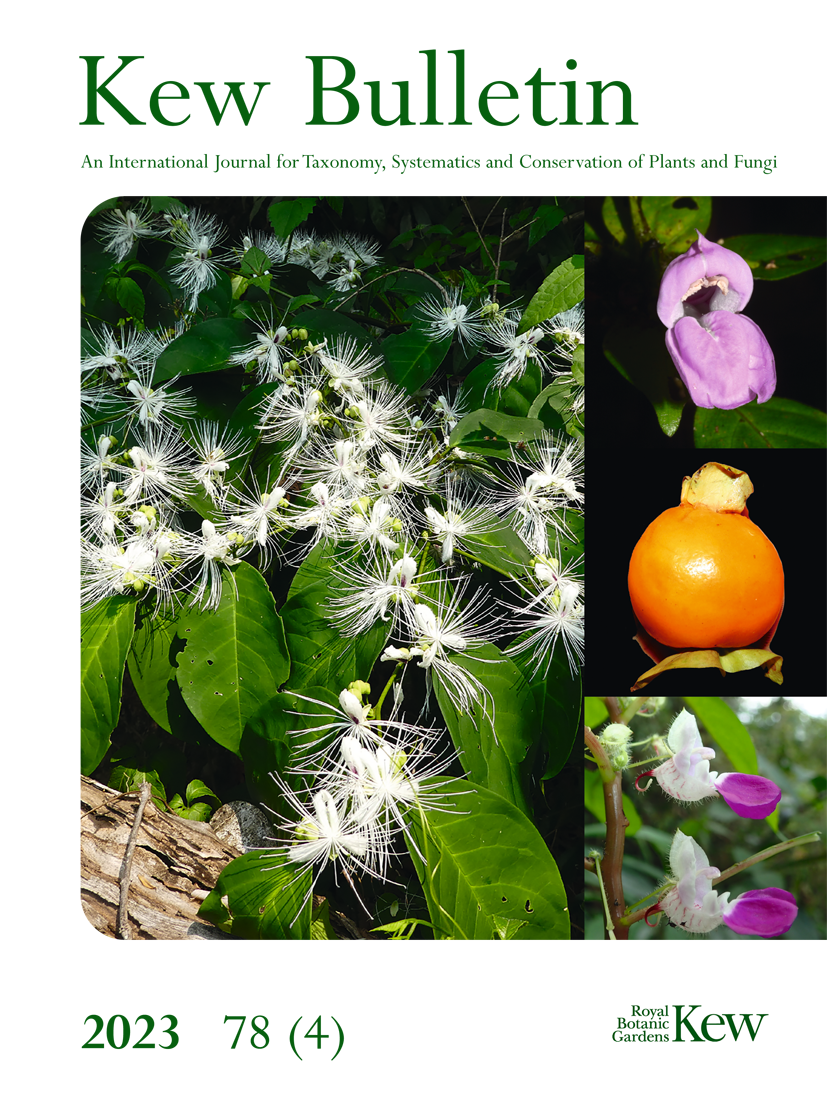 Kew Bulletin
An International Journal for Taxonomy, Systematics and Conservation of Plants and Fungi
2023 78 (4)
Royal
Botanic
Gardens
Kew